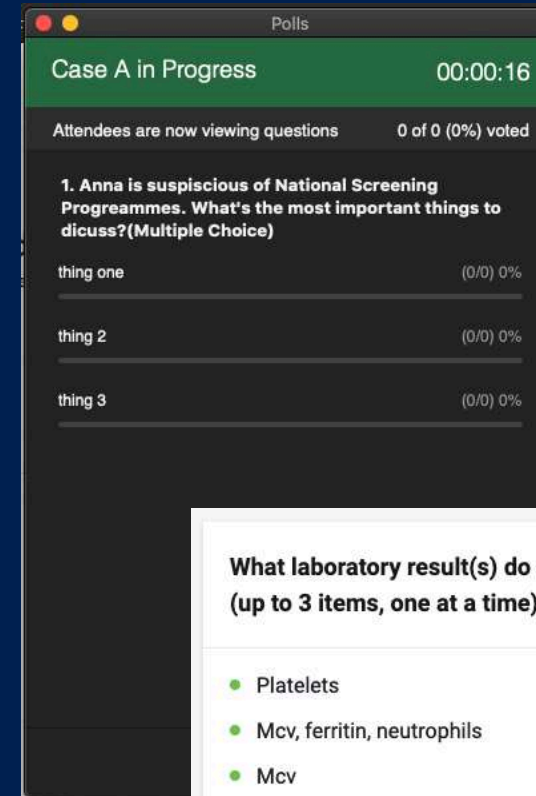 Polls
Case A in Progress 00:00:16
Attendees are now viewing questions 0 of 0 (0%) voted
1. Anna is suspiscious of National Screening
Progreammes. What's the most important things to
dicuss?(Multiple Choice)
thing one (0/0) 0%
thing 2 (0/0) 0%
thing 3 (0/0) 0%
What laboratory result(s) do
(up to 3 items, one at a time)
Platelets
Mcv, ferritin, neutrophils
Mcv